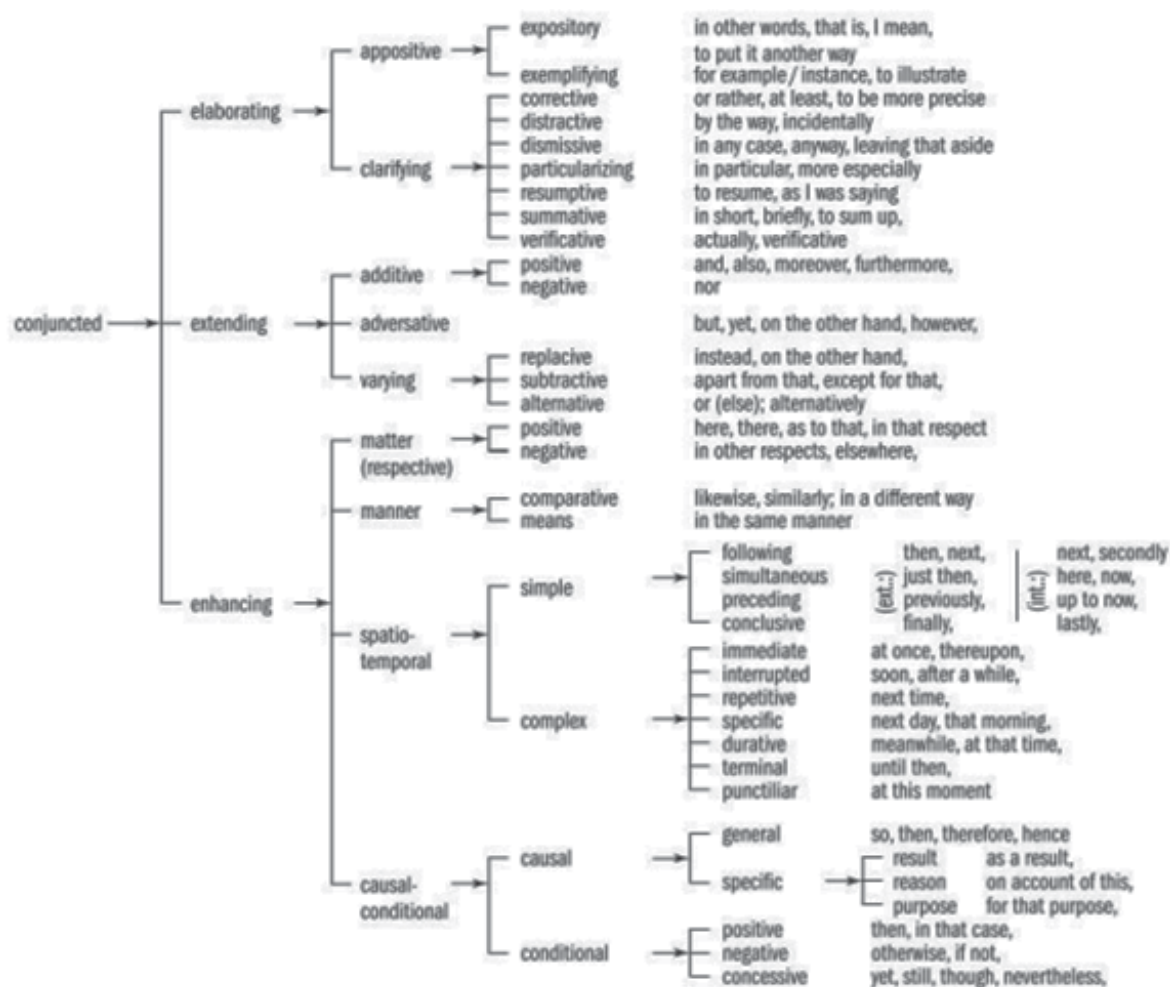 expository in other words, that is, I mean,
appositive to put it another way
exemplifying for example / instance, to illustrate
corrective or rather, at least, to be more precise
elaborating distractive by the way, incidentally
dismissive in any case, anyway, leaving that aside
clarifying particularizing in particular, more especially
resumptive to resume, as I was saying
summative in short, briefly, to sum up,
verificative actually, verificative
additive positive and, also, moreover, furthermore,
negative nor
conjuncted extending adversative but, yet, on the other hand, however,
replacive instead, on the other hand,
varying subtractive apart from that, except for that,
alternative or (else); alternatively
matter positive here, there, as to that, in that respect
(respective) negative in other respects, elsewhere,
manner comparative likewise, similarly; in a different way
means in the same manner
following then, next, next, secondly
simple simultaneous (ext.:) just then, (int.:) here, now,
enhancing preceding previously, up to now,
conclusive finally, lastly,
spatio-
temporal immediate at once, thereupon,
interrupted soon, after a while,
repetitive next time,
complex specific next day, that morning,
durative meanwhile, at that time,
terminal until then,
punctiliar at this moment
general so, then, therefore, hence
causal result as a result,
causal- specific reason on account of this,
conditional purpose for that purpose,
positive then, in that case,
conditional negative otherwise, if not,
concessive yet, still, though, nevertheless,